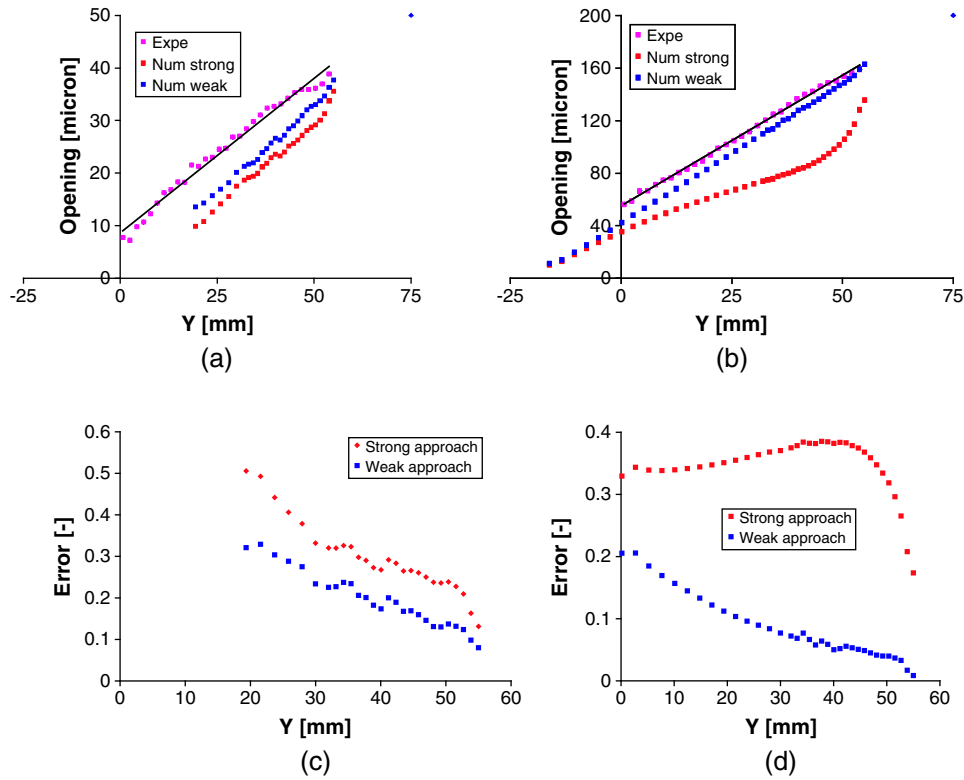 50
40
30
20
10
0
Opening [micron]
Expe
Num strong
Num weak
-25
0
25
50
75
Y [mm]
(a)
200
160
120
80
40
0
Opening [micron]
Expe
Num strong
Num weak
-25
0
25
50
75
Y [mm]
(b)
0.6
0.5
0.4
0.3
0.2
0.1
0
Error [-]
Strong approach
Weak approach
0
10
20
30
40
50
60
Y [mm]
(c)
0.4
0.3
0.2
0.1
0
Error [-]
Strong approach
Weak approach
0
10
20
30
40
50
60
Y [mm]
(d)